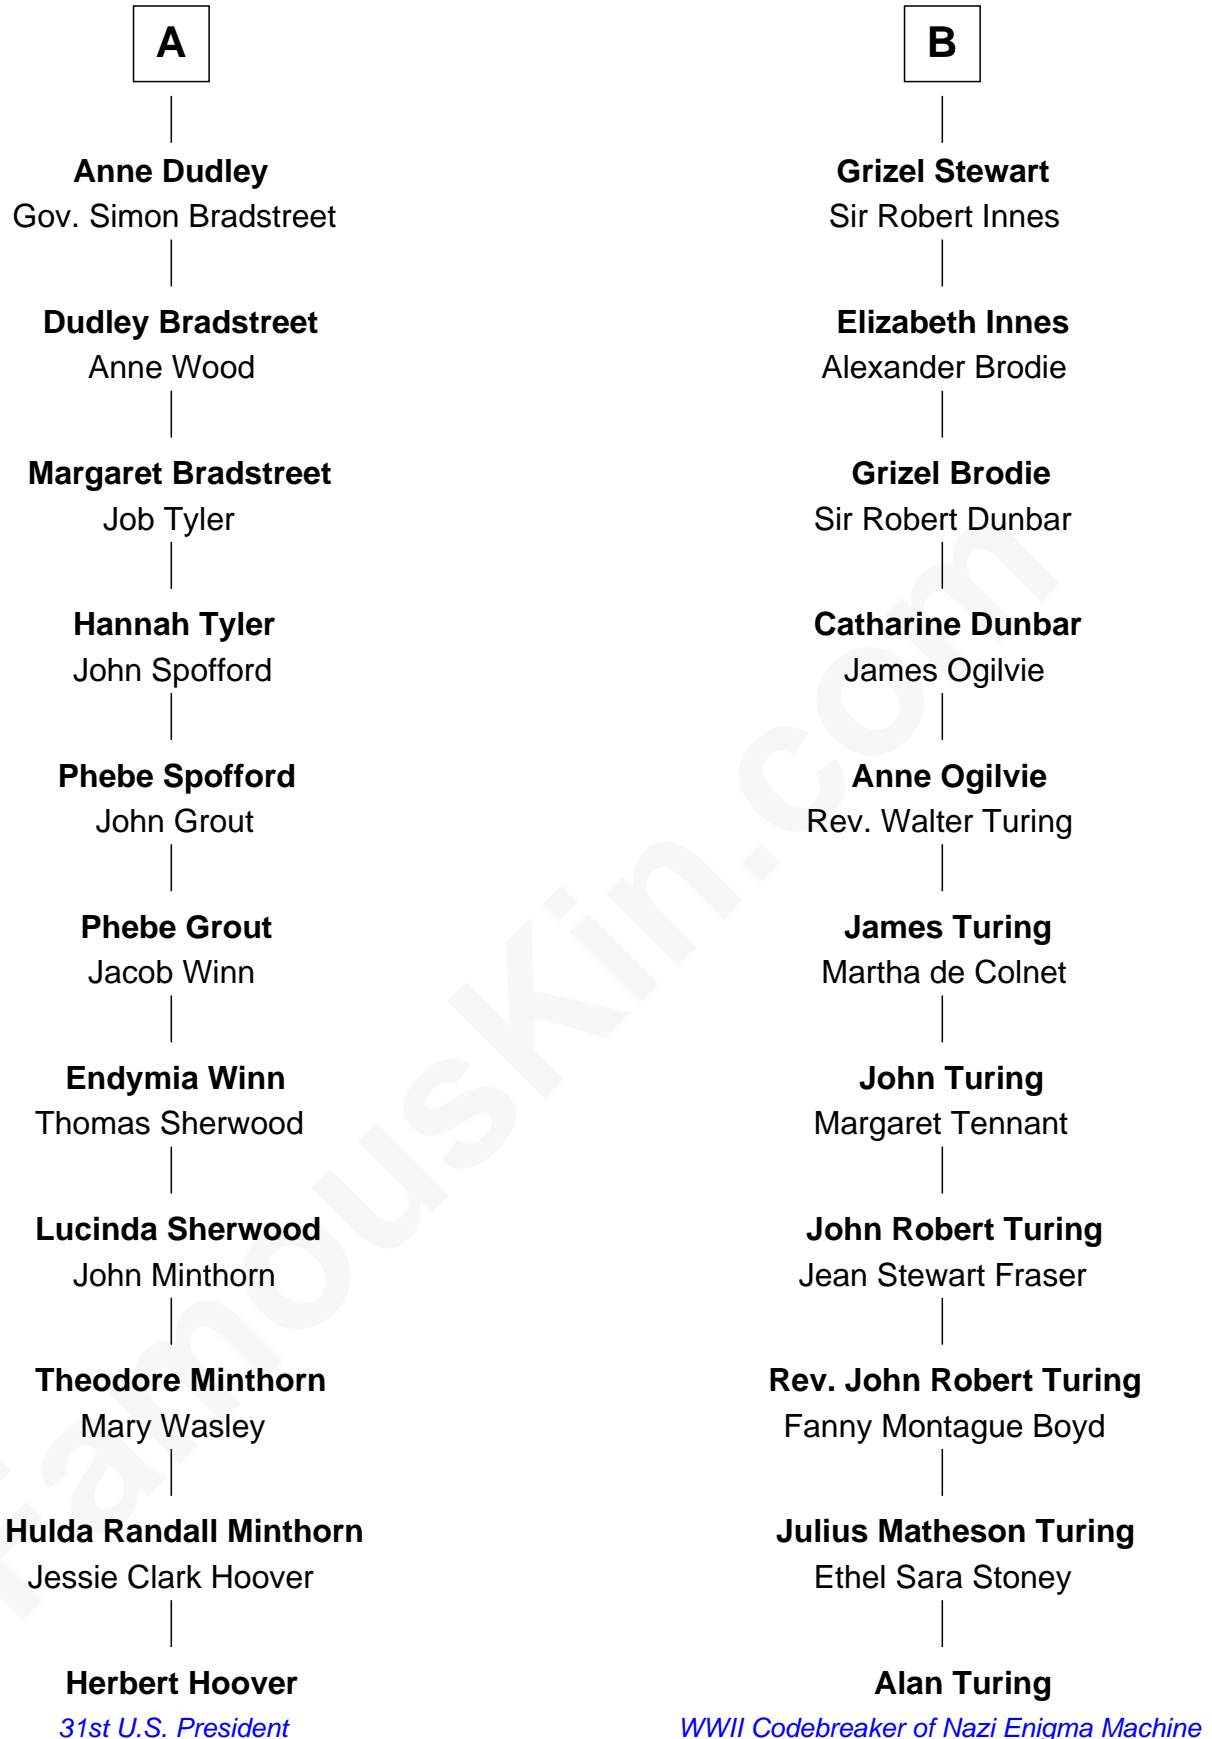 A
Anne Dudley
Gov. Simon Bradstreet
Dudley Bradstreet
Anne Wood
Margaret Bradstreet
Job Tyler
Hannah Tyler
John Spofford
Phebe Spofford
John Grout
Phebe Grout
Jacob Winn
Endymia Winn
Thomas Sherwood
Lucinda Sherwood
John Minthorn
Theodore Minthorn
Mary Wasley
Hulda Randall Minthorn
Jessie Clark Hoover
Herbert Hoover
31st U.S. President
B
Grizel Stewart
Sir Robert Innes
Elizabeth Innes
Alexander Brodie
Grizel Brodie
Sir Robert Dunbar
Catharine Dunbar
James Ogilvie
Anne Ogilvie
Rev. Walter Turing
James Turing
Martha de Colnet
John Turing
Margaret Tennant
John Robert Turing
Jean Stewart Fraser
Rev. John Robert Turing
Fanny Montague Boyd
Julius Matheson Turing
Ethel Sara Stoney
Alan Turing
WWII Codebreaker of Nazi Enigma Machine
FamousKin.com